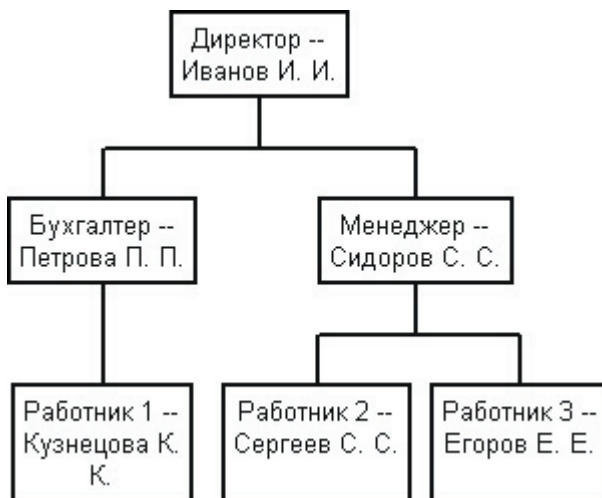 Директор --
Иванов И. И.
Бухгалтер --
Петрова П. П.
Менеджер --
Сидоров С. С.
Работник 1 --
Кузнецова К.
К.
Работник 2 --
Сергеев С. С.
Работник 3 --
Егоров Е. Е.